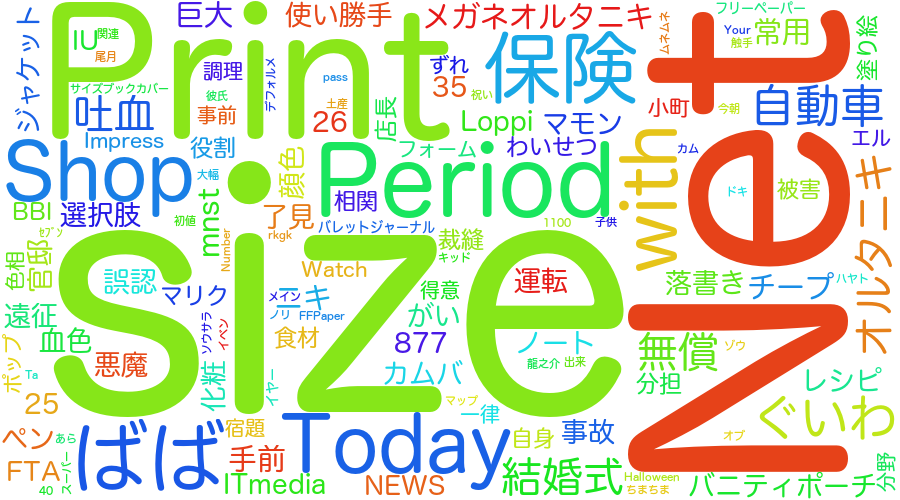 Print
size
Net
Period
Shop
Today
with
保険
ばば
ぐいわ
巨大
使い勝手
メガネオルタニキ
フリーペーパー
Your
触手
常用
ムネムネ
塗り絵
ジャケット
IU
関連
尾月
サイズブックカバー
調理
彼氏
デフォルメ
pass
ずれ
35
祝い
吐血
事前
土産
26
店長
Loppi
マモン
小町
今朝
自動車
Impress
役割
顔色
フォーム
わいせつ
カム
エル
大幅
BBI
選択肢
初値
mnst
Number
了見
rkgk
相関
バレットジャーナル
裁縫
キッド
1100
子供
ドキ
被害
オルタニキ
色相
官邸
セブン
誤認
Watch
得意
運転
落書き
チープ
ハヤト
遠征
マリク
ソウサラ
イベン
メイン
ニキ
ノリ
FFPaper
がい
血色
食材
877
ノート
龍之介
出来
無償
ゾウ
ポップ
Ta
悪魔
化粧
イヤー
カムバ
マップ
分担
レシピ
25
宿題
一律
自身
事故
オブ
ペン
あら
スーパー
FTA
40
手前
ITmedia
NEWS
結婚式
Halloween
ちまちま
バニティポーチ
分野